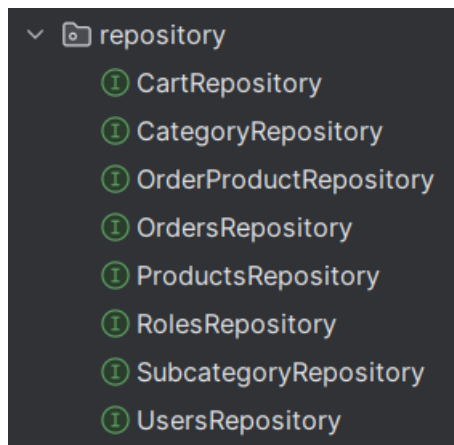 repository
CartRepository
CategoryRepository
OrderProductRepository
OrdersRepository
ProductsRepository
RolesRepository
SubcategoryRepository
UsersRepository